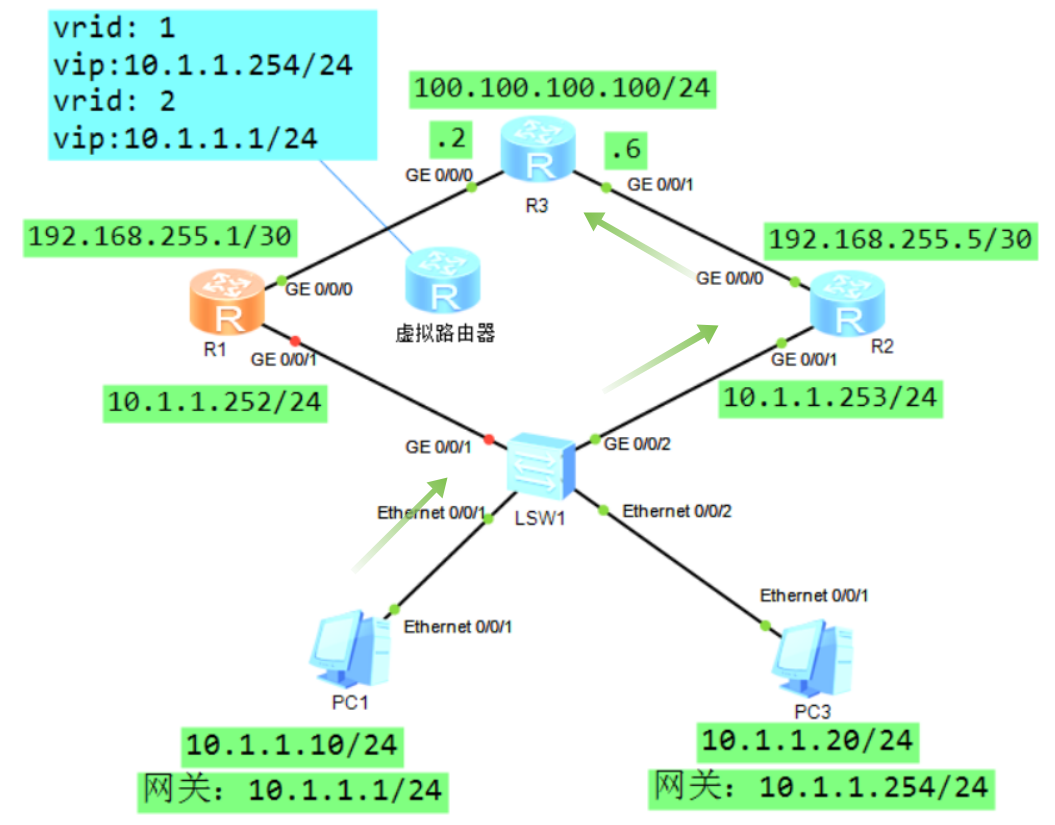 vrid: 1
vip:10.1.1.254/24
vrid: 2
vip:10.1.1.1/24
100.100.100.100/24
.2
.6
GE 0/0/0
GE 0/0/1
R
R3
192.168.255.1/30
192.168.255.5/30
GE 0/0/0
GE 0/0/0
R
R
R
R1
虚拟路由器
R2
GE 0/0/1
GE 0/0/1
10.1.1.252/24
10.1.1.253/24
GE 0/0/1
GE 0/0/2
Ethernet 0/0/1
LSW1
Ethernet 0/0/2
Ethernet 0/0/1
Ethernet 0/0/1
PC1
PC3
10.1.1.10/24
网关：10.1.1.1/24
10.1.1.20/24
网关：10.1.1.254/24